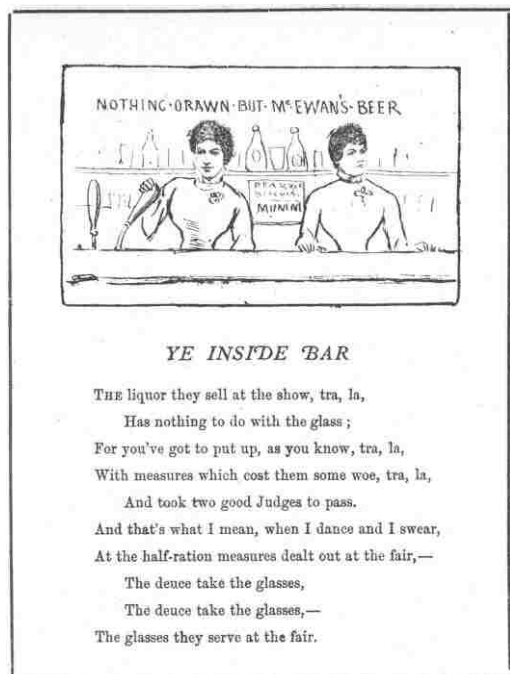 NOTHING·DRAWN·BUT·Mc EWAN'S·BEER
MUMM
YE INSIDE BAR
THE liquor they sell at the show, tra, la,
Has nothing to do with the glass ;
For you've got to put up, as you know, tra, la,
With measures which cost them some woe, tra, la,
And took two good Judges to pass.
And that's what I mean, when I dance and I swear,
At the half-ration measures dealt out at the fair,—
The deuce take the glasses,
The deuce take the glasses,—
The glasses they serve at the fair.